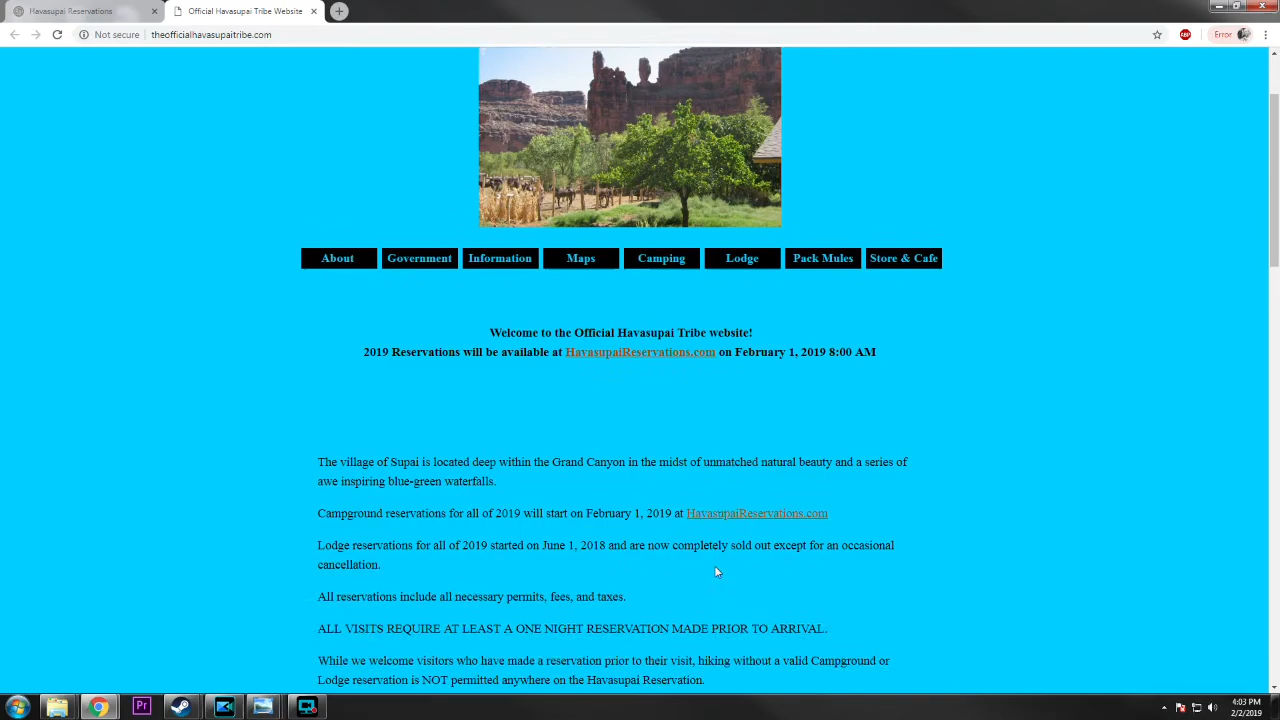 Havasupai Reservations
Official Havasupai Tribe Website
Not secure
theofficialhavasupaitribe.com
ABP
Error
About
Government
Information
Maps
Camping
Lodge
Pack Mules
Store & Cafe
Welcome to the Official Havasupai Tribe website!
2019 Reservations will be available at HavasupaiReservations.com on February 1, 2019 8:00 AM
The village of Supai is located deep within the Grand Canyon in the midst of unmatched natural beauty and a series of
awe inspiring blue-green waterfalls.
Campground reservations for all of 2019 will start on February 1, 2019 at HavasupaiReservations.com
Lodge reservations for all of 2019 started on June 1, 2018 and are now completely sold out except for an occasional
cancellation.
All reservations include all necessary permits, fees, and taxes.
ALL VISITS REQUIRE AT LEAST A ONE NIGHT RESERVATION MADE PRIOR TO ARRIVAL.
While we welcome visitors who have made a reservation prior to their visit, hiking without a valid Campground or
Lodge reservation is NOT permitted anywhere on the Havasupai Reservation.
Pr
4:03 PM
2/2/2019